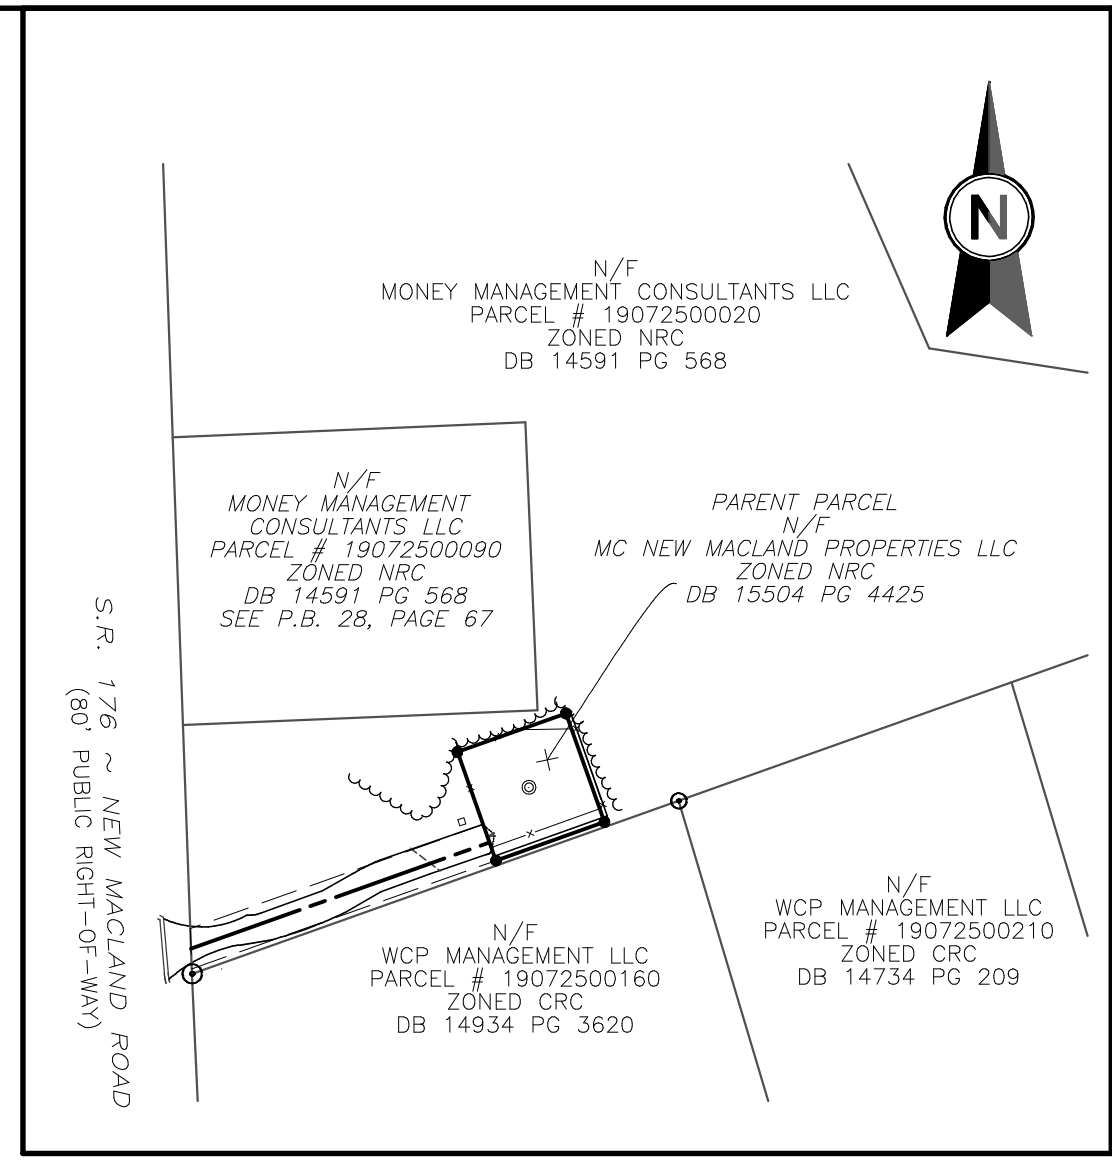 N
N/F
MONEY MANAGEMENT CONSULTANTS LLC
PARCEL # 19072500020
ZONED NRC
DB 14591 PG 568
N/F
MONEY MANAGEMENT
CONSULTANTS LLC
PARCEL # 19072500090
ZONED NRC
DB 14591 PG 568
SEE P.B. 28, PAGE 67
PARENT PARCEL
N/F
MC NEW MACLAND PROPERTIES LLC
ZONED NRC
DB 15504 PG 4425
S.R. 176 ~ NEW MACLAND ROAD
(80' PUBLIC RIGHT-OF-WAY)
N/F
WCP MANAGEMENT LLC
PARCEL # 19072500160
ZONED CRC
DB 14934 PG 3620
N/F
WCP MANAGEMENT LLC
PARCEL # 19072500210
ZONED CRC
DB 14734 PG 209